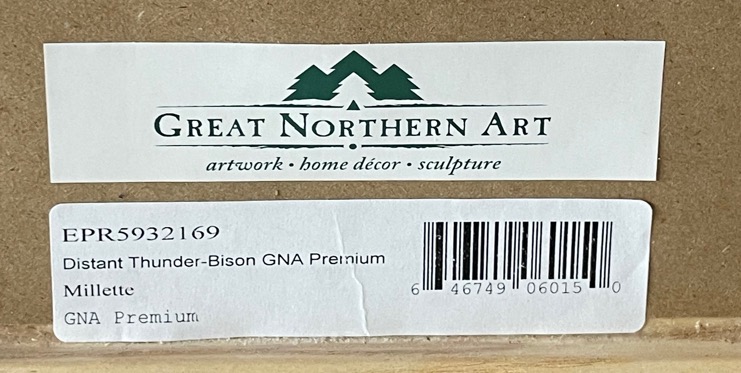 GREAT NORTHERN ART
artwork • home décor • sculpture
EPR5932169
Distant Thunder-Bison GNA Premium
Millette
GNA Premium
6 46749 06015 0